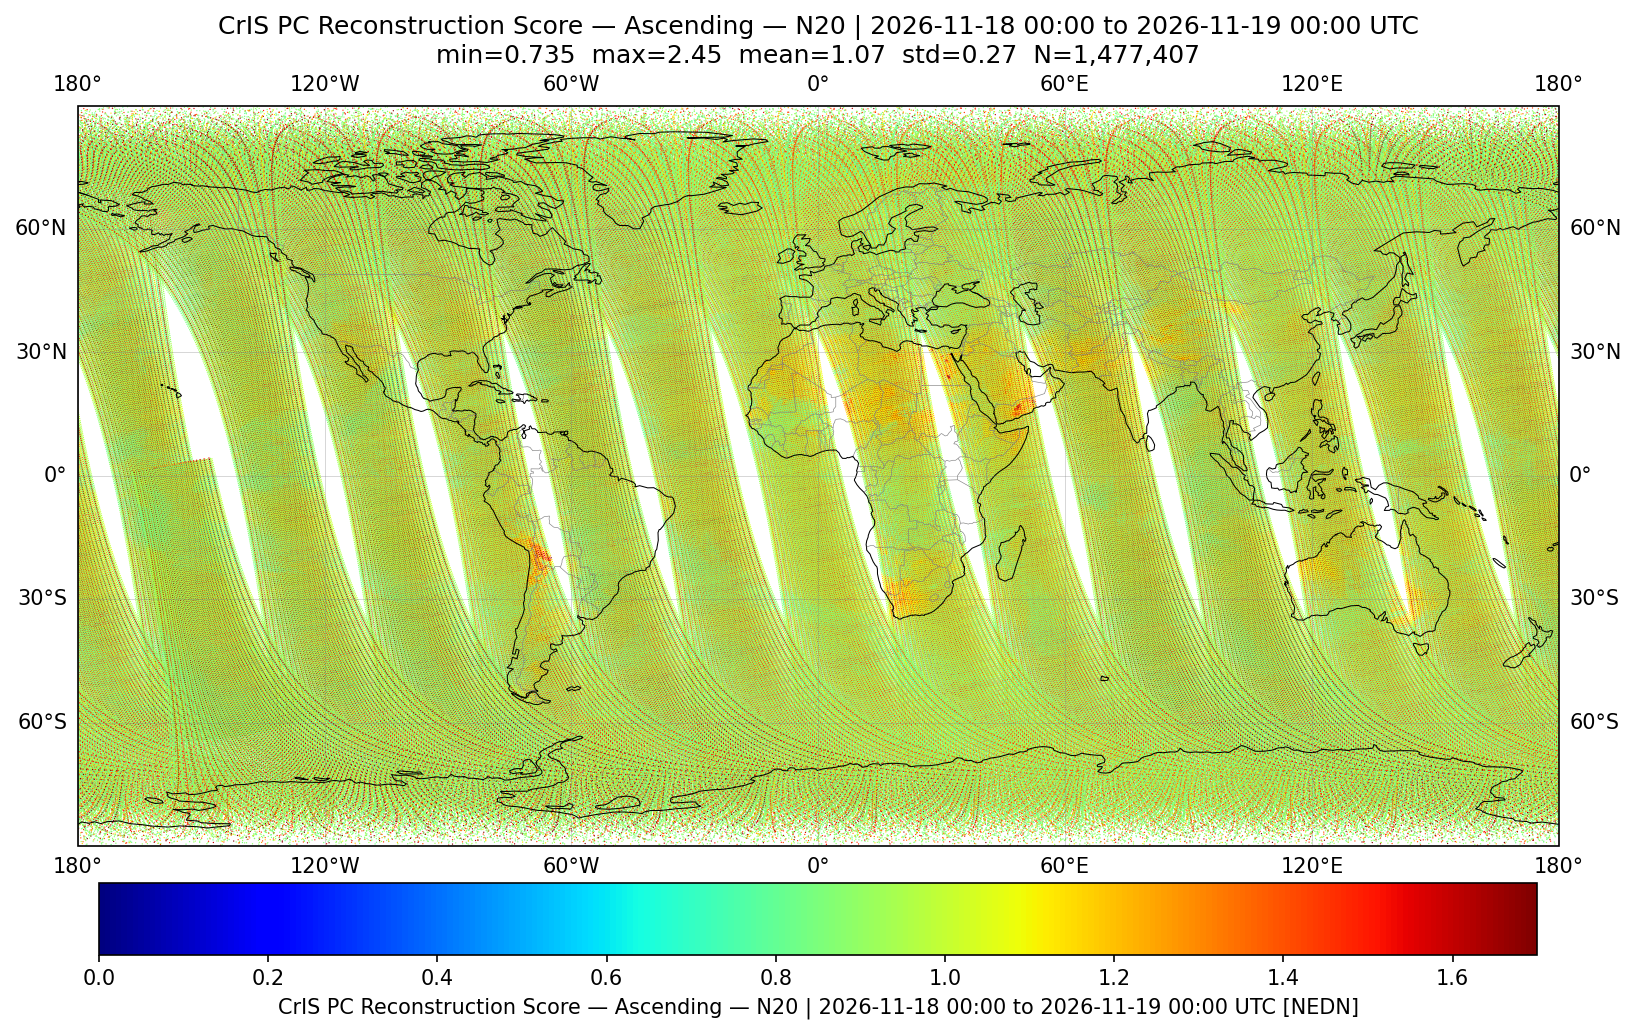 CrIS PC Reconstruction Score — Ascending — N20 | 2026-11-18 00:00 to 2026-11-19 00:00 UTC
min=0.735 max=2.45 mean=1.07 std=0.27 N=1,477,407
180° 120°W 60°W 0° 60°E 120°E 180°
60°N 60°N
30°N 30°N
0° 0°
30°S 30°S
60°S 60°S
180° 120°W 60°W 0° 60°E 120°E 180°
0.0 0.2 0.4 0.6 0.8 1.0 1.2 1.4 1.6
CrIS PC Reconstruction Score — Ascending — N20 | 2026-11-18 00:00 to 2026-11-19 00:00 UTC [NEDN]